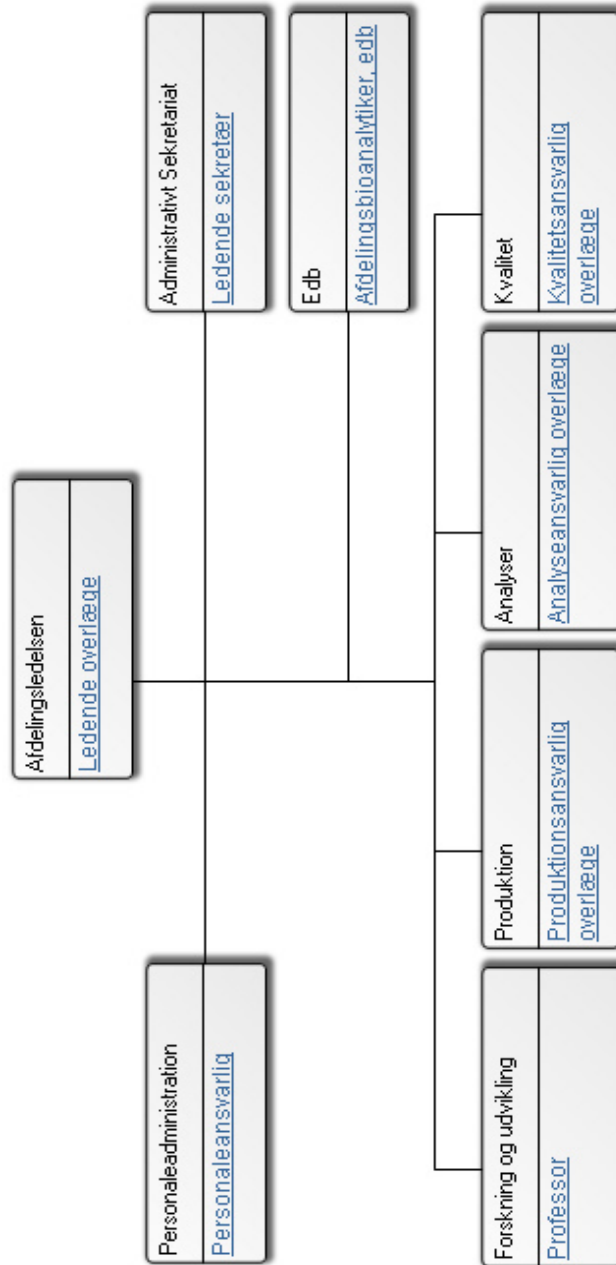 Afdelingsledelsen
Ledende overlæge
Personaleadministration
Personaleansvarlig
Administrativt Sekretariat
Ledende sekretær
Edb
Afdelingsbioanalytiker, edb
Forskning og udvikling
Professor
Produktion
Produktionsansvarlig
overlæge
Analyser
Analyseansvarlig overlæge
Kvalitet
Kvalitetsansvarlig
overlæge